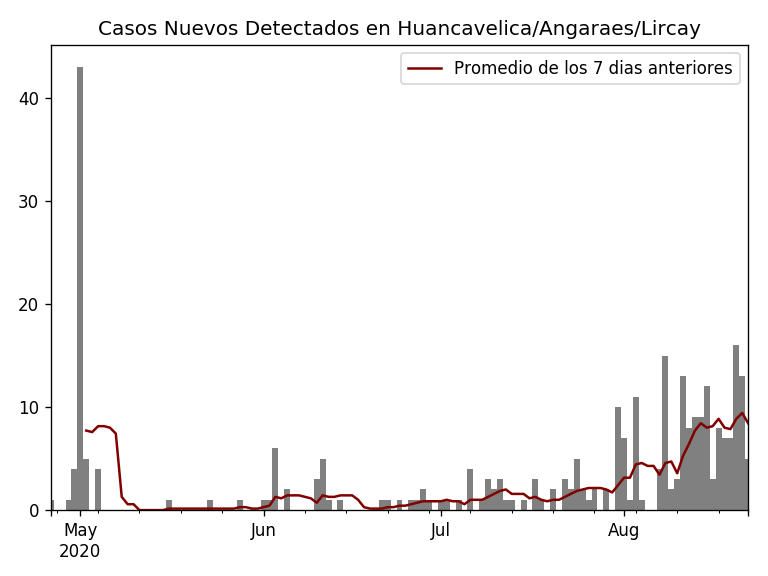 Casos Nuevos Detectados en Huancavelica/Angaraes/Lircay
Promedio de los 7 dias anteriores
40
30
20
10
0
May Jun Jul Aug
2020